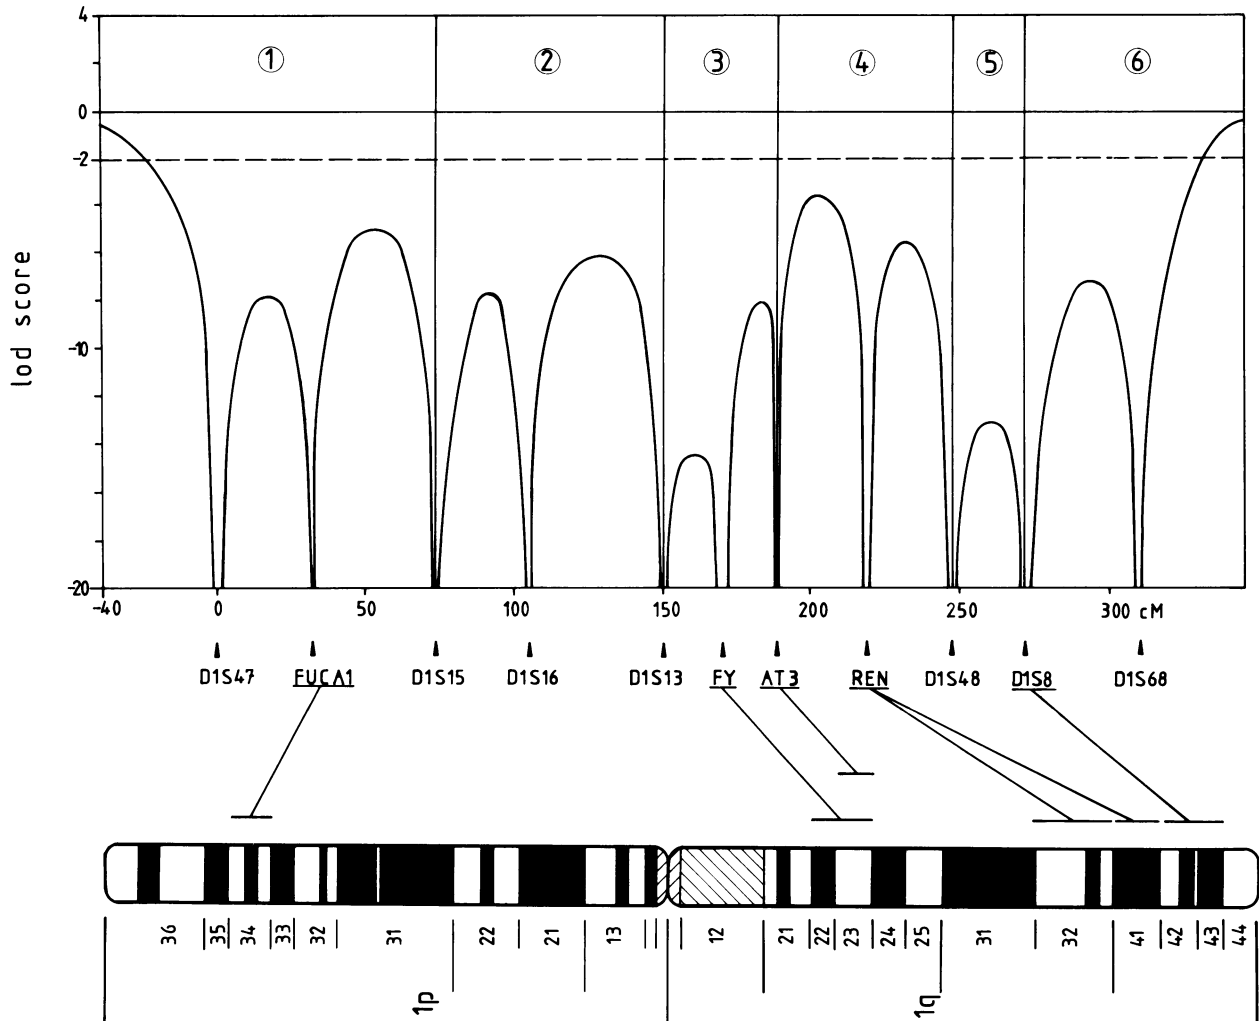 4
① ② ③ ④ ⑤ ⑥
0
-2
lod score
-10
-20
-40 0 50 100 150 200 250 300 cM
D1S47 FUCA1 D1S15 D1S16 D1S13 FY AT3 REN D1S48 D1S8 D1S68
36 35 34 33 32 31 22 21 13 12 21 22 23 24 25 31 32 41 42 43 44
1p 1q